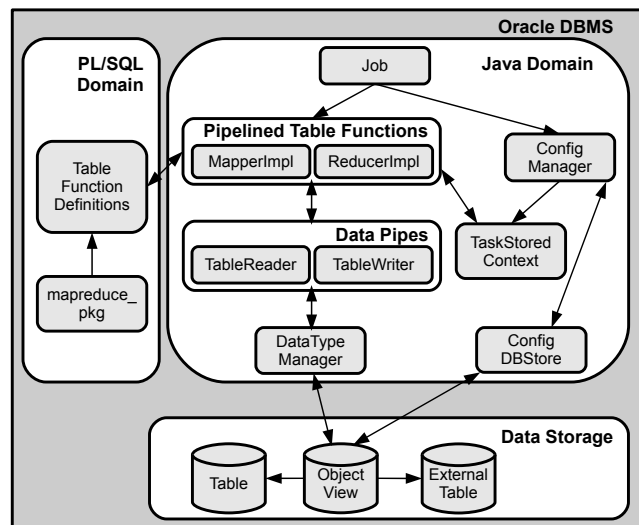 Oracle DBMS
PL/SQL
Domain
Java Domain
Job
Pipelined Table Functions
MapperImpl
ReducerImpl
Config
Manager
Table
Function
Definitions
Data Pipes
TableReader
TableWriter
TaskStored
Context
mapreduce_
pkg
DataType
Manager
Config
DBStore
Data Storage
Table
Object
View
External
Table